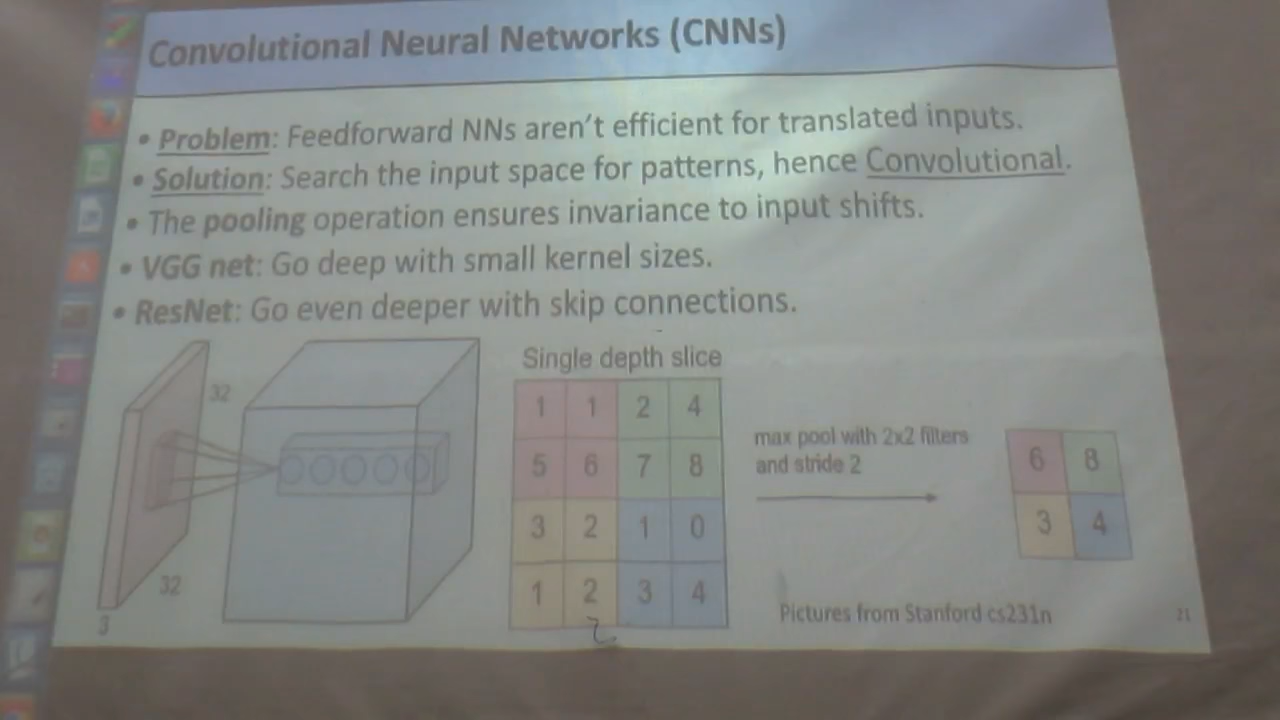 Convolutional Neural Networks (CNNs)
• Problem: Feedforward NNs aren't efficient for translated inputs.
• Solution: Search the input space for patterns, hence Convolutional.
• The pooling operation ensures invariance to input shifts.
• VGG net: Go deep with small kernel sizes.
• ResNet: Go even deeper with skip connections.
32
32
3
Single depth slice
1 1 2 4
5 6 7 8
3 2 1 0
1 2 3 4
max pool with 2x2 filters
and stride 2
6 8
3 4
Pictures from Stanford cs231n
21